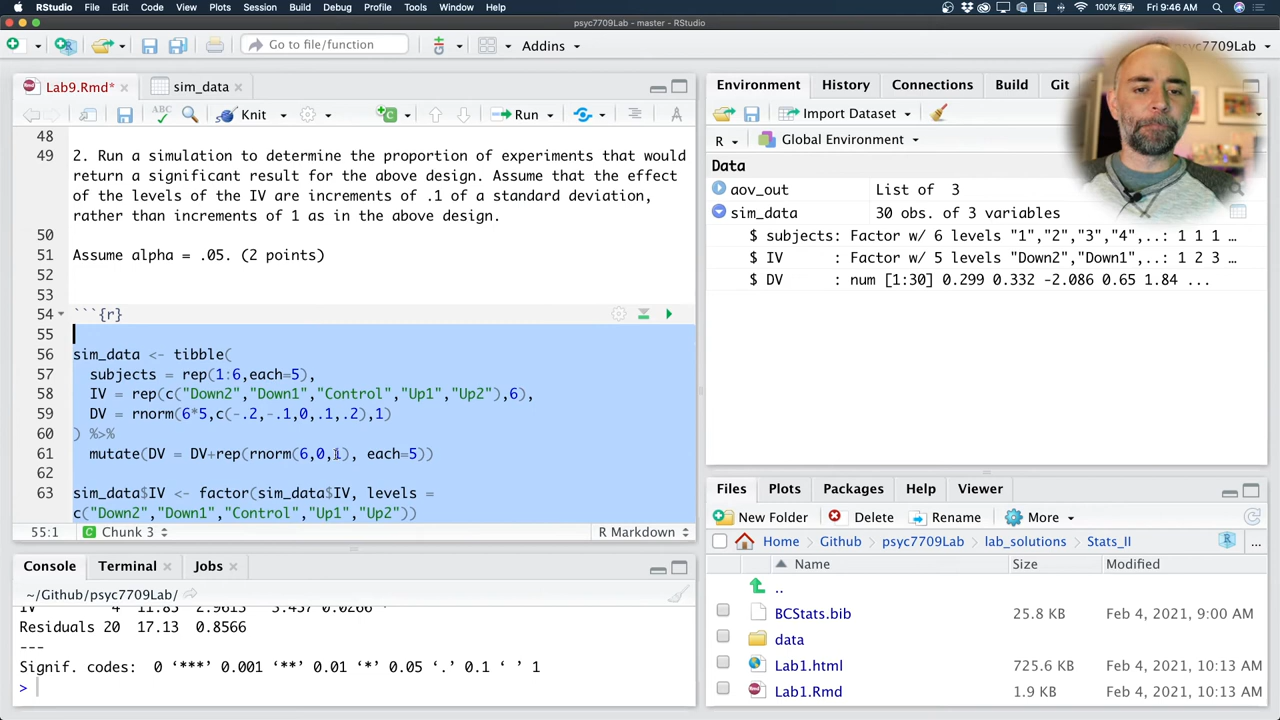 RStudio File Edit Code View Plots Session Build Debug Profile Tools Window Help 100% Fri 9:46 AM
psyc7709Lab - master - RStudio
Go to file/function Addins psyc7709Lab
Lab9.Rmd* sim_data
ABC Knit Run
48
49 2. Run a simulation to determine the proportion of experiments that would
return a significant result for the above design. Assume that the effect
of the levels of the IV are increments of .1 of a standard deviation,
rather than increments of 1 as in the above design.
50
51 Assume alpha = .05. (2 points)
52
53
54 ```{r}
55
56 sim_data <- tibble(
57 subjects = rep(1:6,each=5),
58 IV = rep(c("Down2","Down1","Control","Up1","Up2"),6),
59 DV = rnorm(6*5,c(-.2,-.1,0,.1,.2),1)
60 ) %>%
61 mutate(DV = DV+rep(rnorm(6,0,1), each=5))
62
63 sim_data$IV <- factor(sim_data$IV, levels =
c("Down2","Down1","Control","Up1","Up2"))
55:1 Chunk 3 R Markdown
Console Terminal Jobs
~/Github/psyc7709Lab/
Residuals 20 17.13 0.8566
---
Signif. codes: 0 ‘***’ 0.001 ‘**’ 0.01 ‘*’ 0.05 ‘.’ 0.1 ‘ ’ 1
>
Environment History Connections Build Git
Import Dataset
R Global Environment
Data
aov_out List of 3
sim_data 30 obs. of 3 variables
$ subjects: Factor w/ 6 levels "1","2","3","4",..: 1 1 1 …
$ IV : Factor w/ 5 levels "Down2","Down1",..: 1 2 3 …
$ DV : num [1:30] 0.299 0.332 -2.086 0.65 1.84 ...
Files Plots Packages Help Viewer
New Folder Delete Rename More
Home Github psyc7709Lab lab_solutions Stats_II ...
Name Size Modified
..
BCStats.bib 25.8 KB Feb 4, 2021, 9:00 AM
data
Lab1.html 725.6 KB Feb 4, 2021, 10:13 AM
Lab1.Rmd 1.9 KB Feb 4, 2021, 10:13 AM